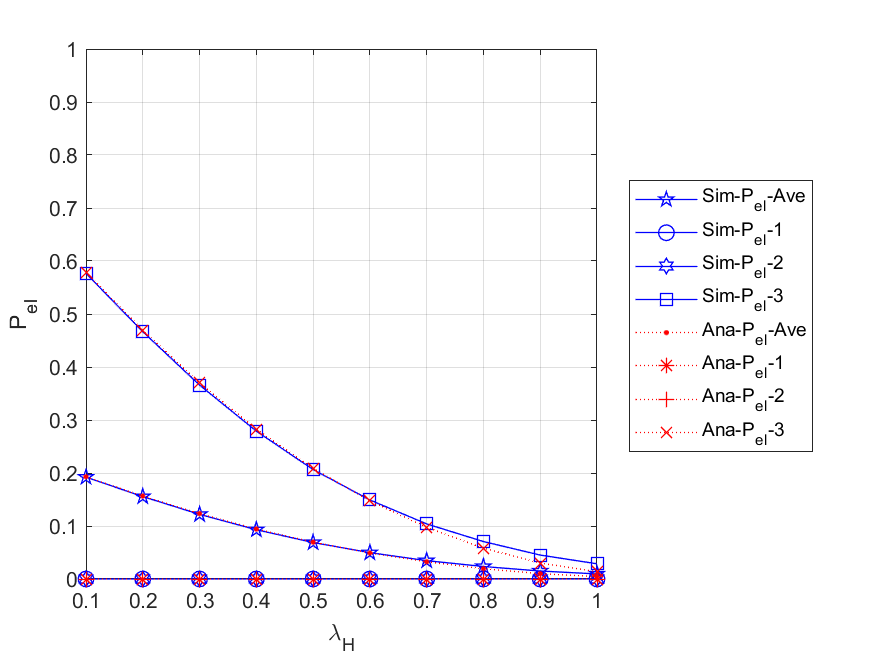 1
0.9
0.8
0.7
0.6
0.5
0.4
0.3
0.2
0.1
0
P_el
0.1 0.2 0.3 0.4 0.5 0.6 0.7 0.8 0.9 1
λ_H
Sim-P_el-Ave
Sim-P_el-1
Sim-P_el-2
Sim-P_el-3
Ana-P_el-Ave
Ana-P_el-1
Ana-P_el-2
Ana-P_el-3